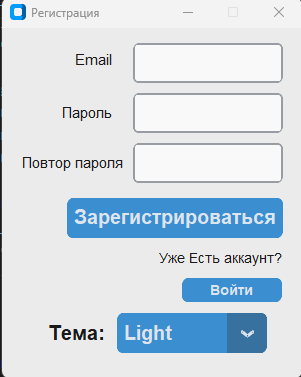 Регистрация
Email
Пароль
Повтор пароля
Зарегистрироваться
Уже Есть аккаунт?
Войти
Тема: Light